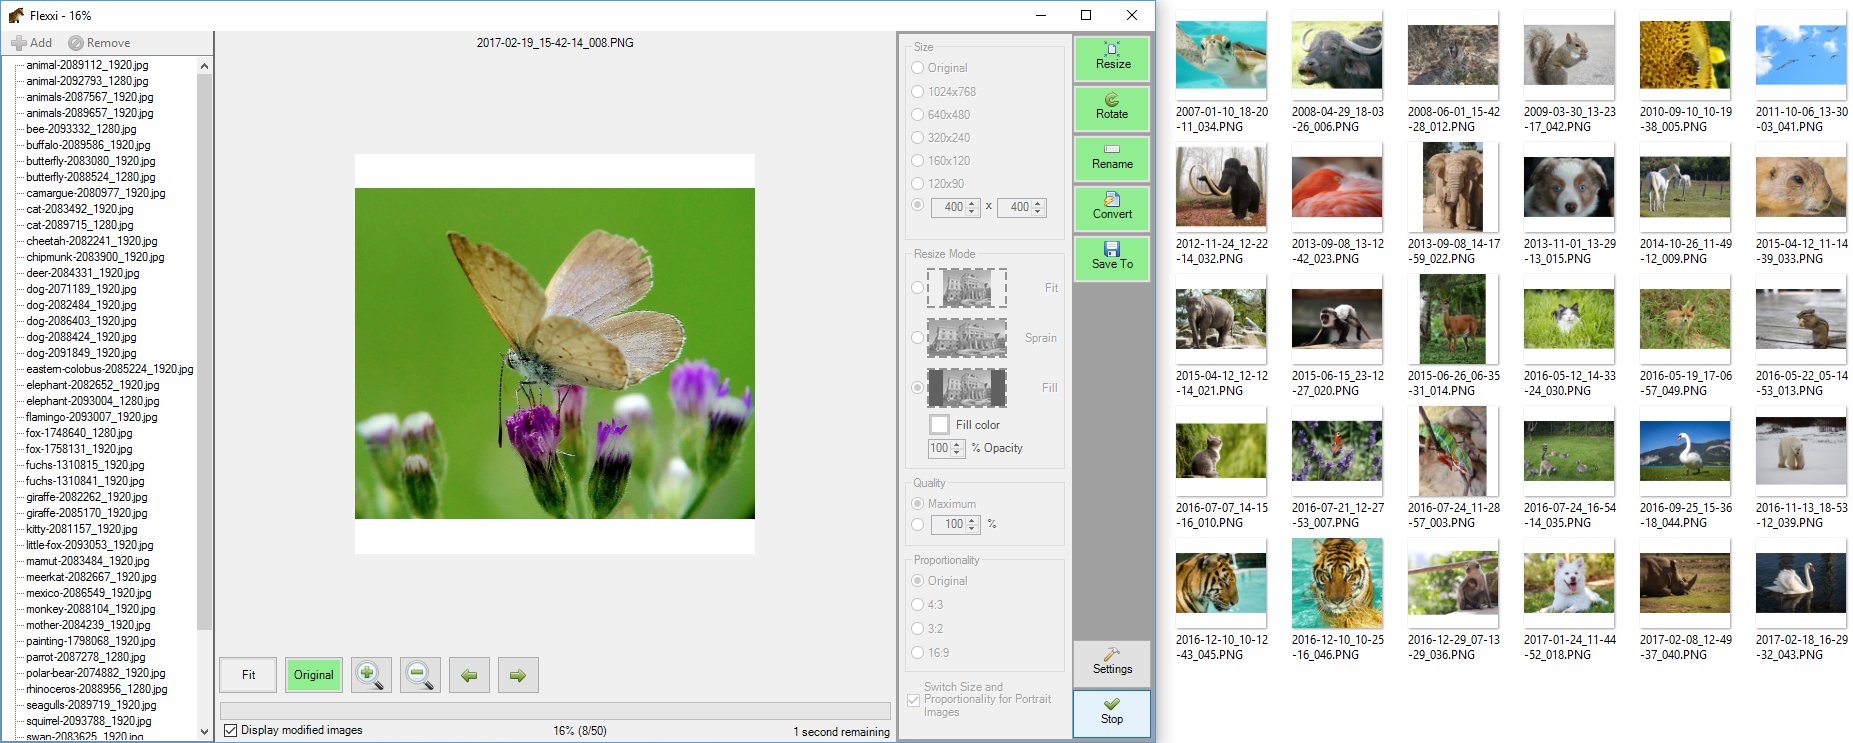 Flexxi - 16%
Add Remove
animal-2089112_1920.jpg
animal-2092793_1280.jpg
animals-2087567_1920.jpg
animals-2089657_1920.jpg
bee-2093332_1280.jpg
buffalo-2089586_1920.jpg
butterfly-2083080_1920.jpg
butterfly-2088524_1280.jpg
camargue-2080977_1920.jpg
cat-2083492_1920.jpg
cat-2089715_1280.jpg
cheetah-2082241_1920.jpg
chipmunk-2083900_1920.jpg
deer-2084331_1920.jpg
dog-2071189_1920.jpg
dog-2082484_1920.jpg
dog-2086403_1920.jpg
dog-2088424_1920.jpg
dog-2091849_1920.jpg
eastern-colobus-2085224_1920.jpg
elephant-2082652_1920.jpg
elephant-2093004_1280.jpg
flamingo-2093007_1920.jpg
fox-1748640_1280.jpg
fox-1758131_1920.jpg
fuchs-1310815_1920.jpg
fuchs-1310841_1920.jpg
giraffe-2082262_1920.jpg
giraffe-2085170_1920.jpg
kitty-2081157_1920.jpg
little-fox-2093053_1920.jpg
mamut-2083484_1920.jpg
meerkat-2082667_1920.jpg
mexico-2086549_1920.jpg
monkey-2088104_1920.jpg
mother-2084239_1920.jpg
painting-1798068_1920.jpg
parrot-2087278_1280.jpg
polar-bear-2074882_1920.jpg
rhinoceros-2088956_1280.jpg
seagulls-2089719_1920.jpg
squirrel-2093788_1920.jpg
swan-2083625_1920.jpg
2017-02-19_15-42-14_008.PNG
Fit
Original
Display modified images
16% (8/50)
1 second remaining
Size
Original
1024x768
640x480
320x240
160x120
120x90
400 x 400
Resize Mode
Fit
Sprain
Fill
Fill color
100 % Opacity
Quality
Maximum
100 %
Proportionality
Original
4:3
3:2
16:9
Switch Size and
Proportionality for Portrait
Images
Resize
Rotate
Rename
Convert
Save To
Settings
Stop
2007-01-10_18-20
-11_034.PNG
2008-04-29_18-03
-26_006.PNG
2008-06-01_15-42
-28_012.PNG
2009-03-30_13-23
-17_042.PNG
2010-09-10_10-19
-38_005.PNG
2011-10-06_13-30
-03_041.PNG
2012-11-24_12-22
-14_032.PNG
2013-09-08_13-12
-42_023.PNG
2013-09-08_14-17
-59_022.PNG
2013-11-01_13-29
-13_015.PNG
2014-10-26_11-49
-12_009.PNG
2015-04-12_11-14
-39_033.PNG
2015-04-12_12-12
-14_021.PNG
2015-06-15_23-12
-27_020.PNG
2015-06-26_06-35
-31_014.PNG
2016-05-12_14-33
-24_030.PNG
2016-05-19_17-06
-57_049.PNG
2016-05-22_05-14
-53_013.PNG
2016-07-07_14-15
-16_010.PNG
2016-07-21_12-27
-53_007.PNG
2016-07-24_11-28
-57_003.PNG
2016-07-24_16-54
-14_035.PNG
2016-09-25_15-36
-18_044.PNG
2016-11-13_18-53
-12_039.PNG
2016-12-10_10-12
-43_045.PNG
2016-12-10_10-25
-16_046.PNG
2016-12-29_07-13
-29_036.PNG
2017-01-24_11-44
-52_018.PNG
2017-02-08_12-49
-37_040.PNG
2017-02-18_16-29
-32_043.PNG